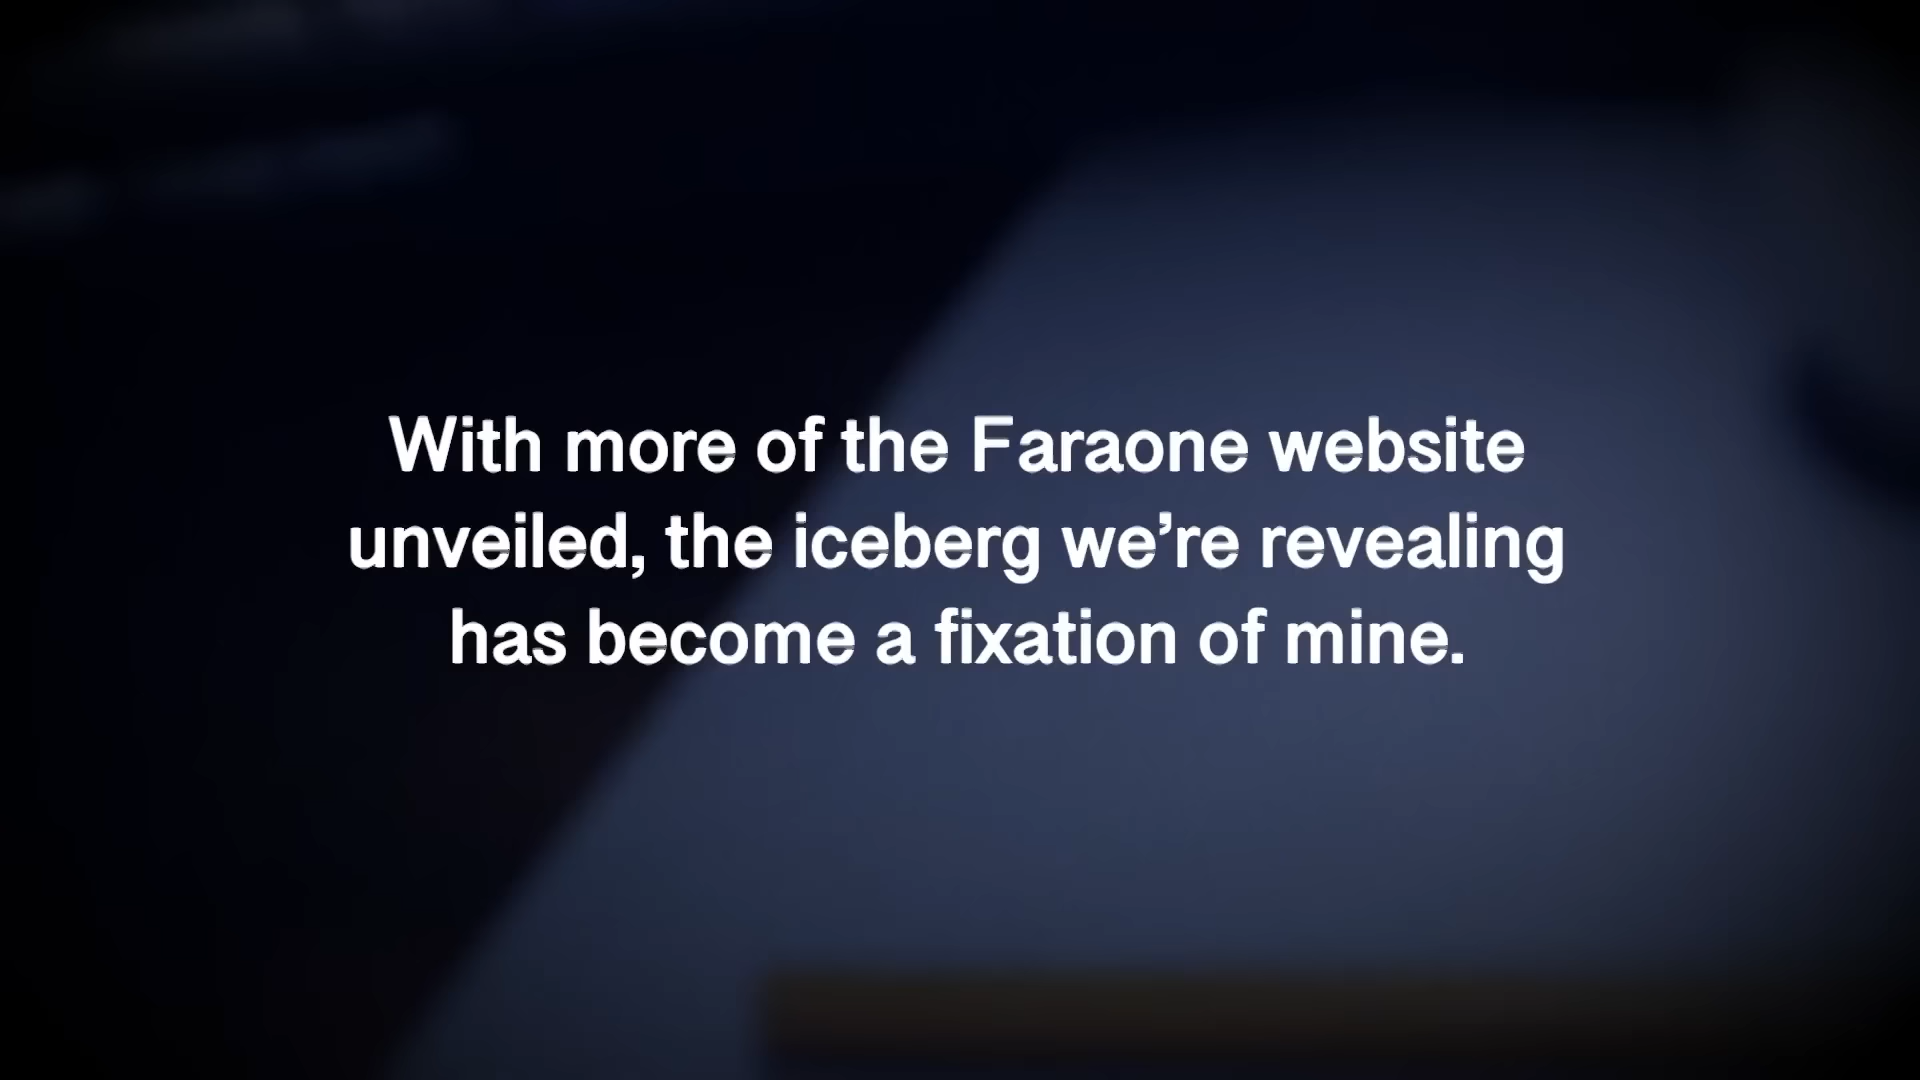 With more of the Faraone website
unveiled, the iceberg we’re revealing
has become a fixation of mine.